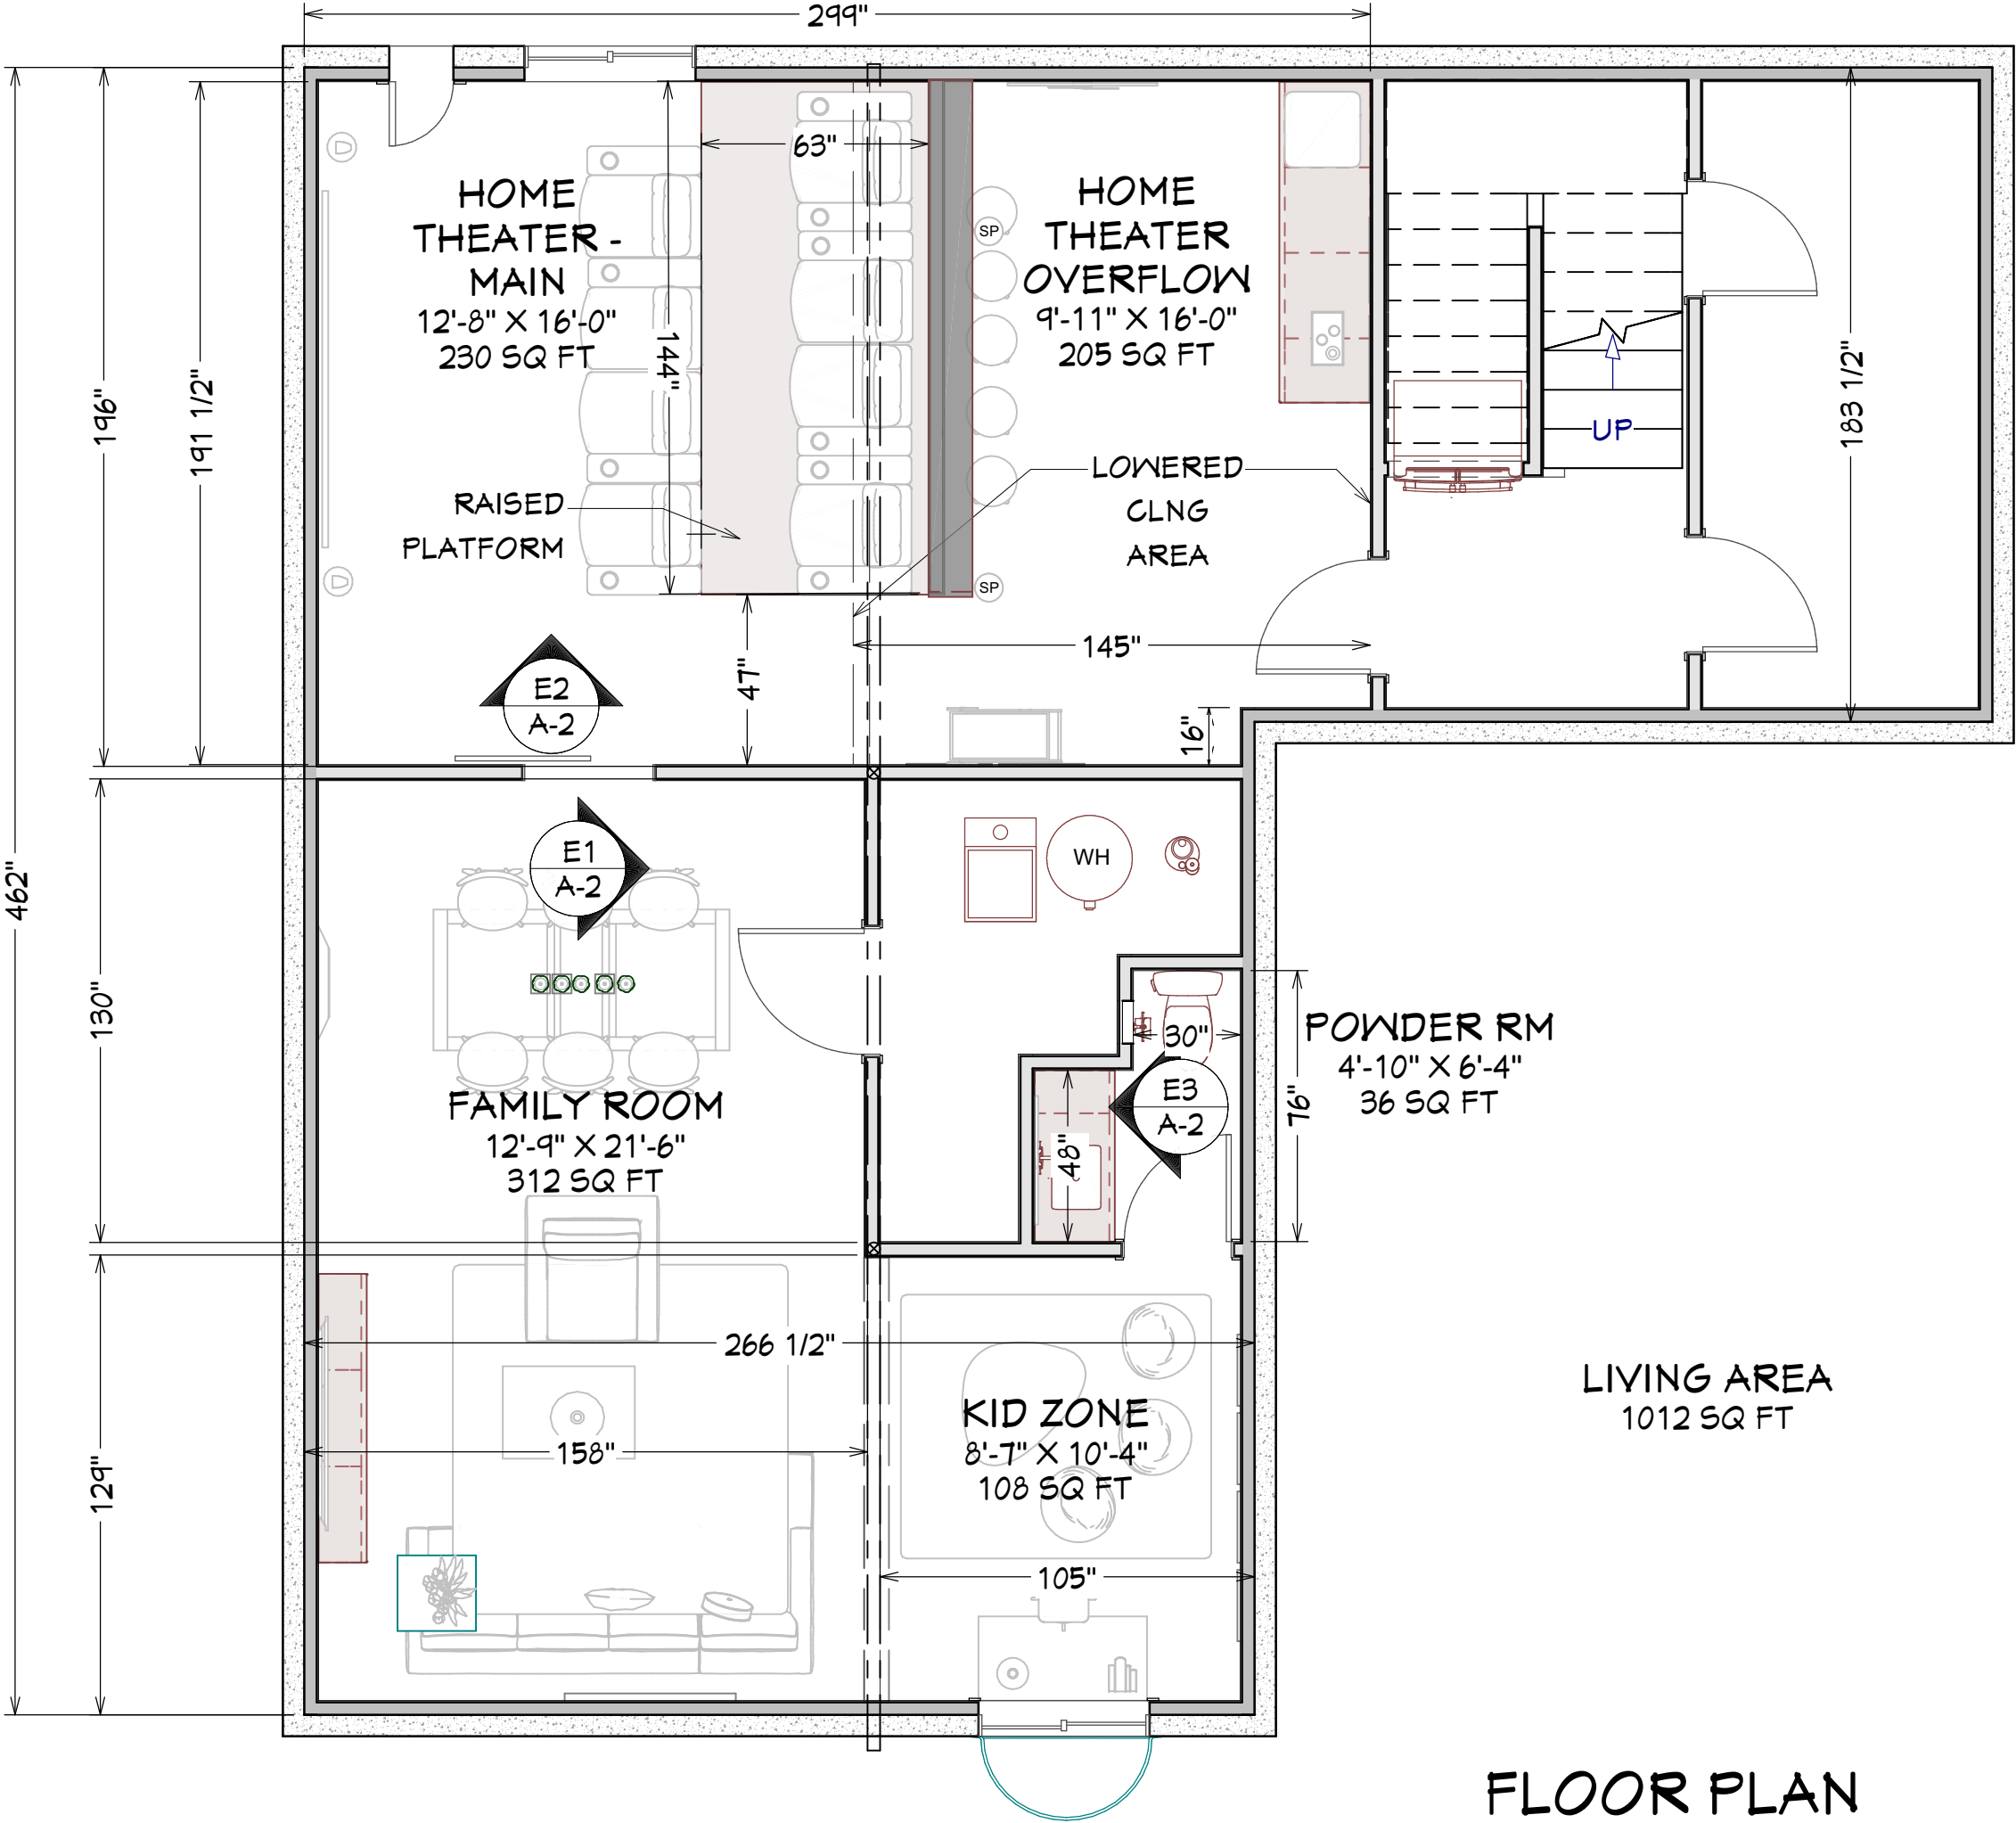 299"
63"
HOME
THEATER -
MAIN
12'-8" X 16'-0"
230 SQ FT
HOME
THEATER
OVERFLOW
9'-11" X 16'-0"
205 SQ FT
SP
144"
196"
191 1/2"
183 1/2"
UP
LOWERED
CLNG
AREA
RAISED
PLATFORM
SP
145"
47"
16"
E2
A-2
462"
E1
A-2
WH
130"
30"
POWDER RM
4'-10" X 6'-4"
36 SQ FT
E3
A-2
76"
48"
FAMILY ROOM
12'-9" X 21'-6"
312 SQ FT
266 1/2"
LIVING AREA
1012 SQ FT
KID ZONE
8'-7" X 10'-4"
108 SQ FT
158"
129"
105"
FLOOR PLAN